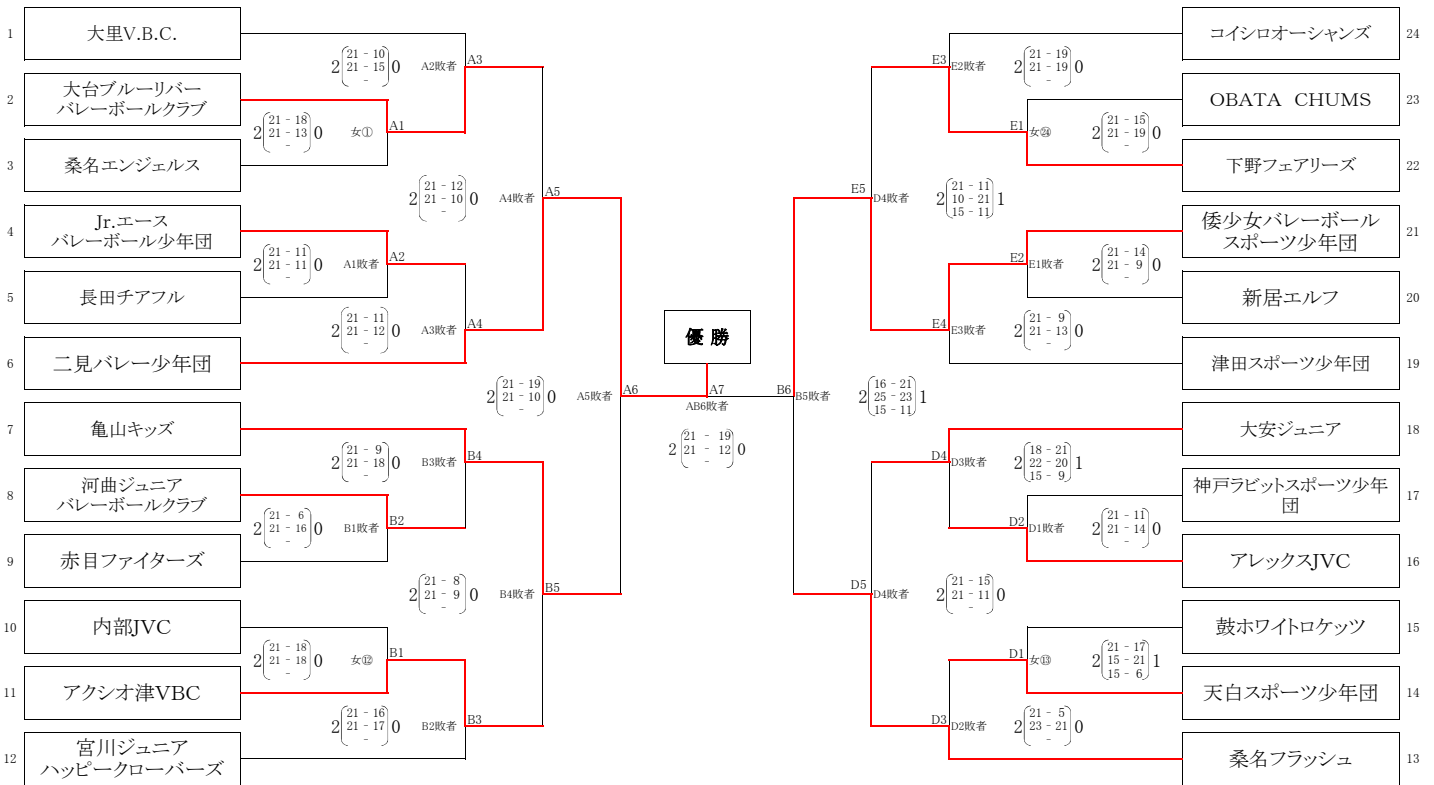 1
大里V.B.C.
2
大台ブルーリバー
バレーボールクラブ
3
桑名エンジェルス
4
Jr.エース
バレーボール少年団
5
長田チアフル
6
二見バレー少年団
7
亀山キッズ
8
河曲ジュニア
バレーボールクラブ
9
赤目ファイターズ
10
内部JVC
11
アクシオ津VBC
12
宮川ジュニア
ハッピークローバーズ
2 21 - 10 0
21 - 15
-
A2敗者
A3
2 21 - 18 0
21 - 13
-
女①
A1
2 21 - 12 0
21 - 10
-
A4敗者
A5
2 21 - 11 0
21 - 11
-
A1敗者
A2
2 21 - 11 0
21 - 12
-
A3敗者
A4
2 21 - 19 0
21 - 10
-
A5敗者
A6
2 21 - 9 0
21 - 18
-
B3敗者
B4
2 21 - 6 0
21 - 16
-
B1敗者
B2
2 21 - 8 0
21 - 9
-
B4敗者
B5
2 21 - 18 0
21 - 18
-
女⑫
B1
2 21 - 16 0
21 - 17
-
B2敗者
B3
優 勝
A7
AB6敗者
2 21 - 19 0
21 - 12
-
E3
E2敗者
2 21 - 19 0
21 - 19
-
E1
女㉔
2 21 - 15 0
21 - 19
-
E5
D4敗者
2 21 - 11 1
10 - 21
15 - 11
E2
E1敗者
2 21 - 14 0
21 - 9
-
E4
E3敗者
2 21 - 9 0
21 - 13
-
B6
B5敗者
2 16 - 21 1
25 - 23
15 - 11
D4
D3敗者
2 18 - 21 1
22 - 20
15 - 9
D2
D1敗者
2 21 - 11 0
21 - 14
-
D5
D4敗者
2 21 - 15 0
21 - 11
-
D1
女⑬
2 21 - 17 1
15 - 21
15 - 6
D3
D2敗者
2 21 - 5 0
23 - 21
-
コイシロオーシャンズ
24
OBATA CHUMS
23
下野フェアリーズ
22
倭少女バレーボール
スポーツ少年団
21
新居エルフ
20
津田スポーツ少年団
19
大安ジュニア
18
神戸ラビットスポーツ少年
団
17
アレックスJVC
16
鼓ホワイトロケッツ
15
天白スポーツ少年団
14
桑名フラッシュ
13